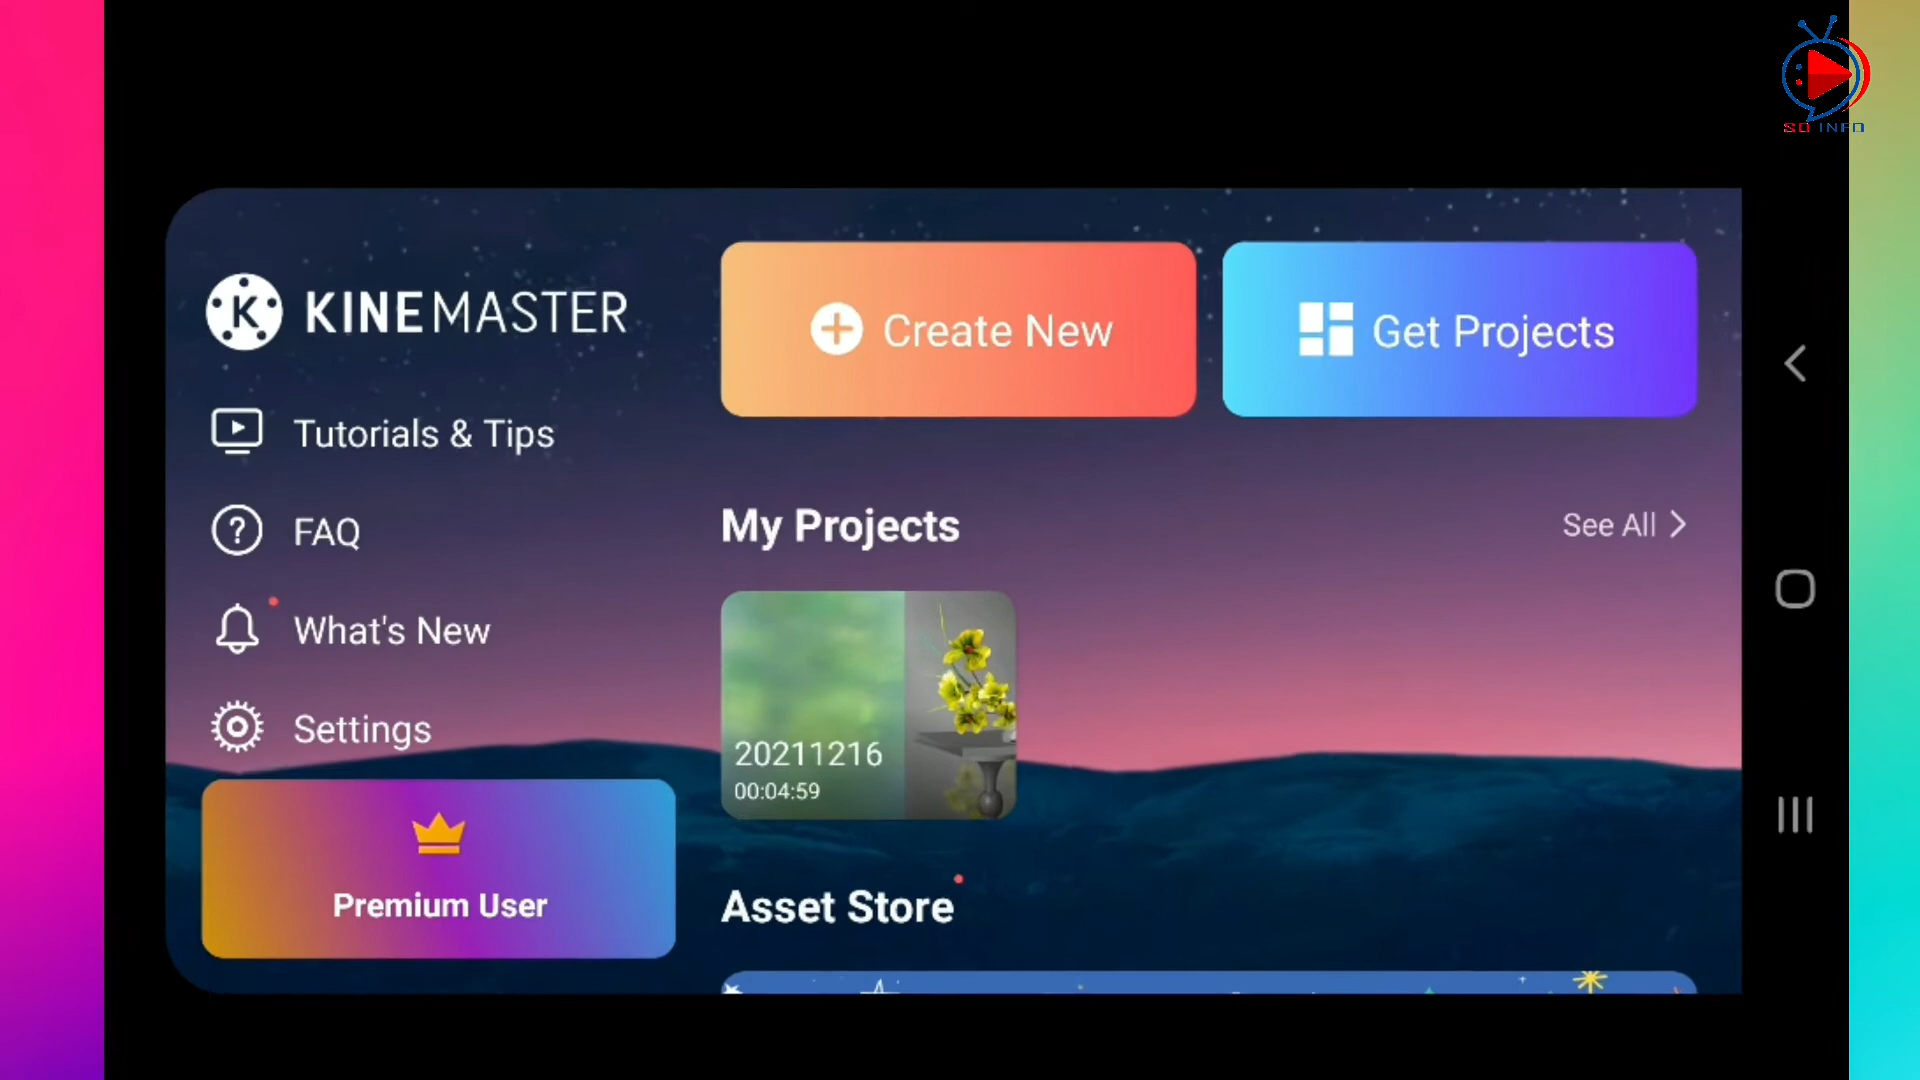 SO INFO
K KINEMASTER
Create New
Get Projects
Tutorials & Tips
FAQ
What's New
Settings
Premium User
My Projects
See All
20211216
00:04:59
Asset Store